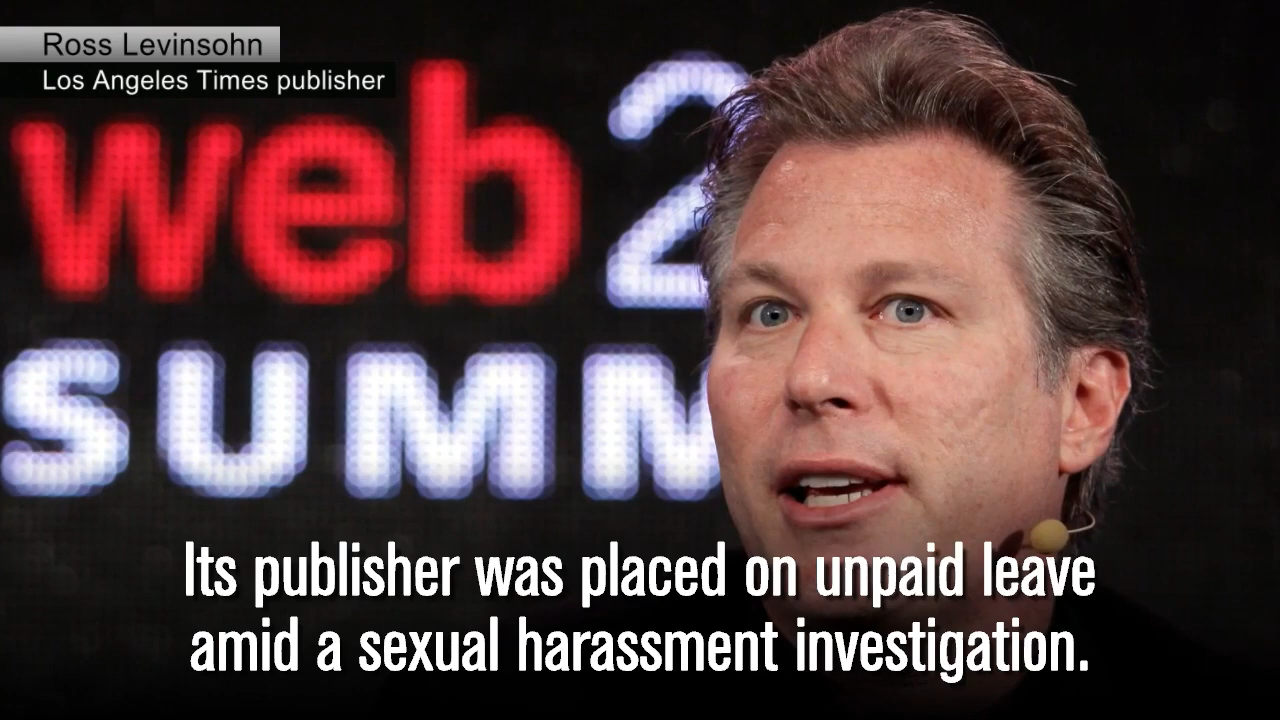 Ross Levinsohn
Los Angeles Times publisher
web 2
SUMM
Its publisher was placed on unpaid leave
amid a sexual harassment investigation.